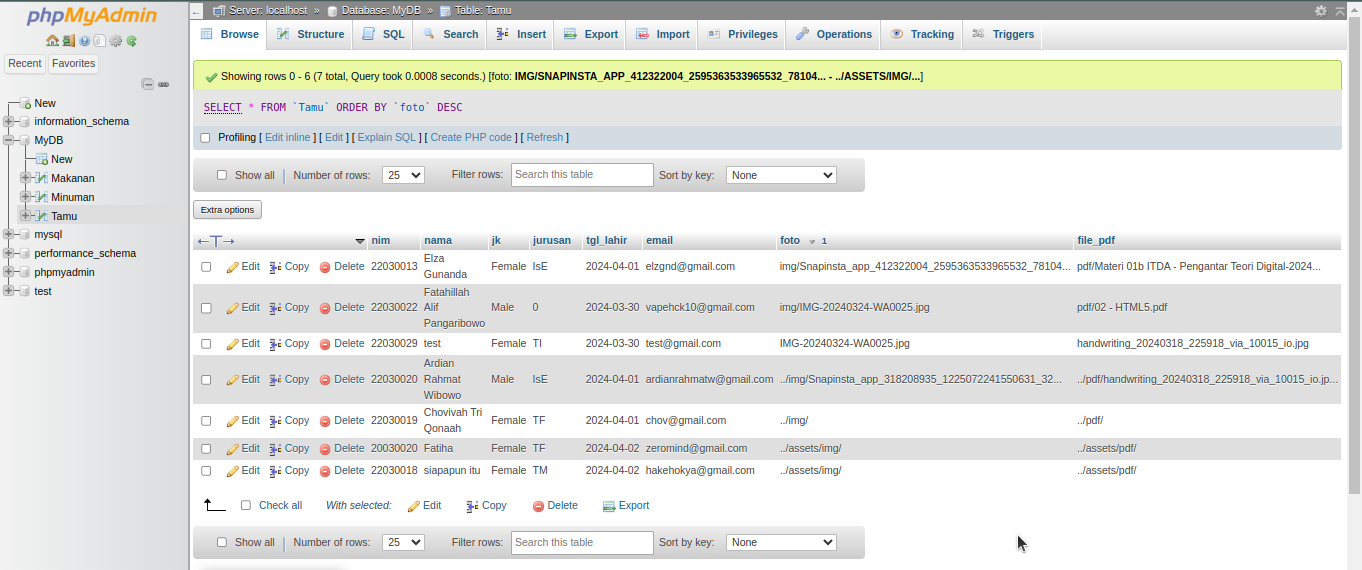 phpMyAdmin
Server: localhost » Database: MyDB » Table: Tamu
Browse Structure SQL Search Insert Export Import Privileges Operations Tracking Triggers
Recent Favorites
New
information_schema
MyDB
New
Makanan
Minuman
Tamu
mysql
performance_schema
phpmyadmin
test
Showing rows 0 - 6 (7 total, Query took 0.0008 seconds.) [foto: IMG/SNAPINSTA_APP_412322004_2595363533965532_78104... - ../ASSETS/IMG/...]
SELECT * FROM `Tamu` ORDER BY `foto` DESC
Profiling [ Edit inline ] [ Edit ] [ Explain SQL ] [ Create PHP code ] [ Refresh ]
Show all Number of rows: 25 Filter rows: Search this table Sort by key: None
Extra options
nim nama jk jurusan tgl_lahir email foto 1 file_pdf
Edit Copy Delete 22030013 Elza Gunanda Female IsE 2024-04-01 elzgnd@gmail.com img/Snapinsta_app_412322004_2595363533965532_78104... pdf/Materi 01b ITDA - Pengantar Teori Digital-2024...
Edit Copy Delete 22030022 Fatahillah Alif Pangaribowo Male 0 2024-03-30 vapehck10@gmail.com img/IMG-20240324-WA0025.jpg pdf/02 - HTML5.pdf
Edit Copy Delete 22030029 test Female TI 2024-03-30 test@gmail.com IMG-20240324-WA0025.jpg handwriting_20240318_225918_via_10015_io.jpg
Edit Copy Delete 22030020 Ardian Rahmat Wibowo Male IsE 2024-04-01 ardianrahmatw@gmail.com ../img/Snapinsta_app_318208935_1225072241550631_32... ../pdf/handwriting_20240318_225918_via_10015_io.jp...
Edit Copy Delete 22030019 Chovivah Tri Qonaah Female TF 2024-04-01 chov@gmail.com ../img/ ../pdf/
Edit Copy Delete 20030020 Fatiha Female TF 2024-04-02 zeromind@gmail.com ../assets/img/ ../assets/pdf/
Edit Copy Delete 22030018 siapapun itu Female TM 2024-04-02 hakehokya@gmail.com ../assets/img/ ../assets/pdf/
Check all With selected: Edit Copy Delete Export
Show all Number of rows: 25 Filter rows: Search this table Sort by key: None